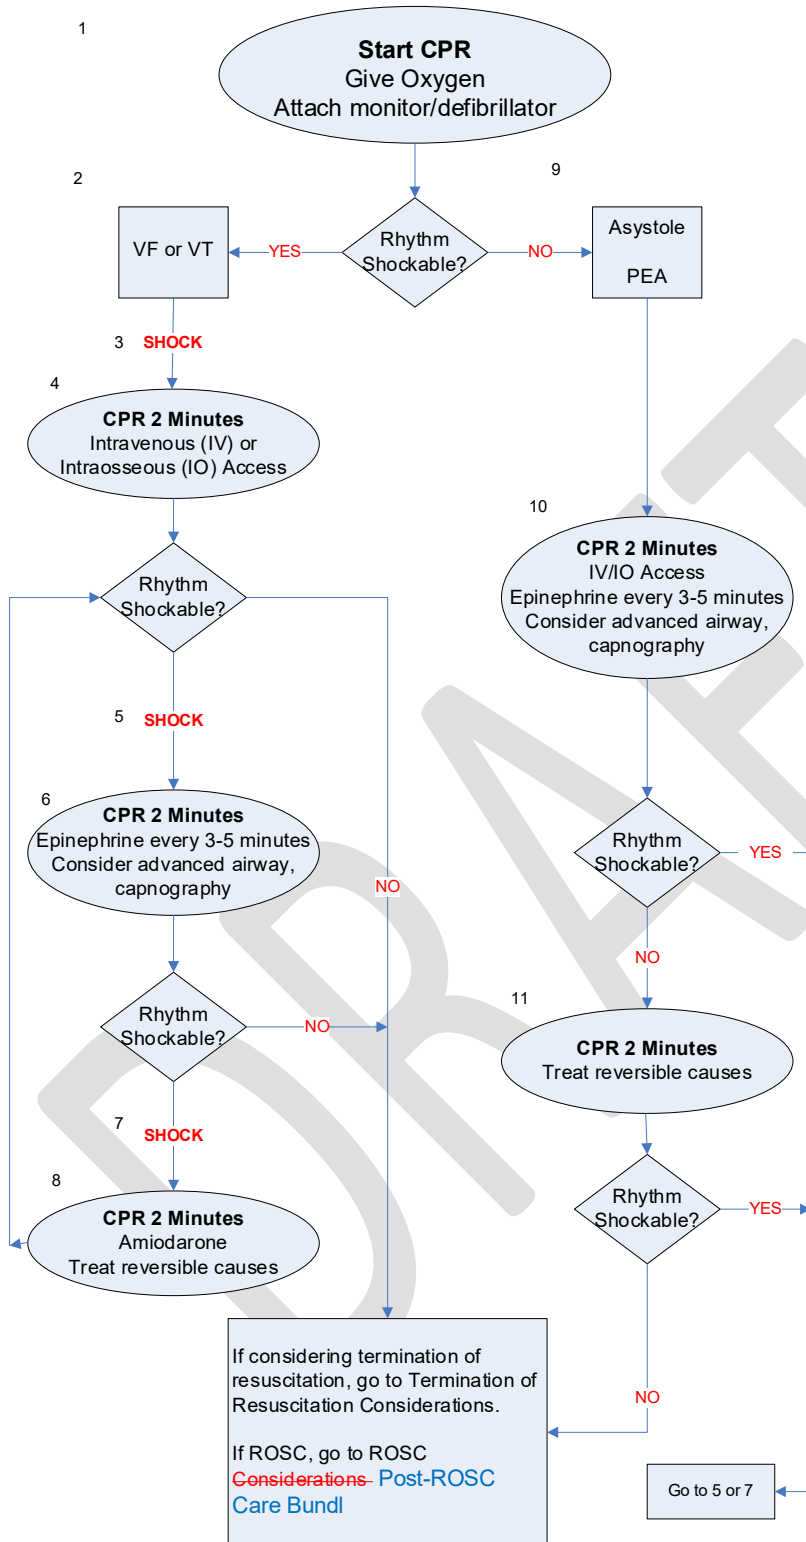 1
Start CPR
Give Oxygen
Attach monitor/defibrillator
2
9
VF or VT
YES
Rhythm
Shockable?
NO
Asystole
PEA
3
SHOCK
4
CPR 2 Minutes
Intravenous (IV) or
Intraosseous (IO) Access
Rhythm
Shockable?
5
SHOCK
6
CPR 2 Minutes
Epinephrine every 3-5 minutes
Consider advanced airway,
capnography
NO
Rhythm
Shockable?
NO
7
SHOCK
8
CPR 2 Minutes
Amiodarone
Treat reversible causes
10
CPR 2 Minutes
IV/IO Access
Epinephrine every 3-5 minutes
Consider advanced airway,
capnography
Rhythm
Shockable?
YES
NO
11
CPR 2 Minutes
Treat reversible causes
Rhythm
Shockable?
YES
NO
If considering termination of
resuscitation, go to Termination of
Resuscitation Considerations.
If ROSC, go to ROSC
Considerations Post-ROSC
Care Bundl
Go to 5 or 7
DRAFT